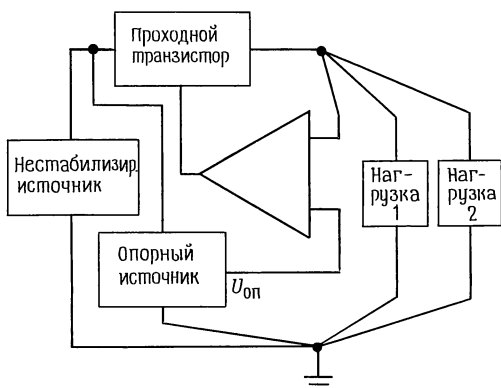 Проходной
транзистор
Нестабилизир.
источник
Опорный
источник
Uоп
Наг-
рузка
1
Наг-
рузка
2